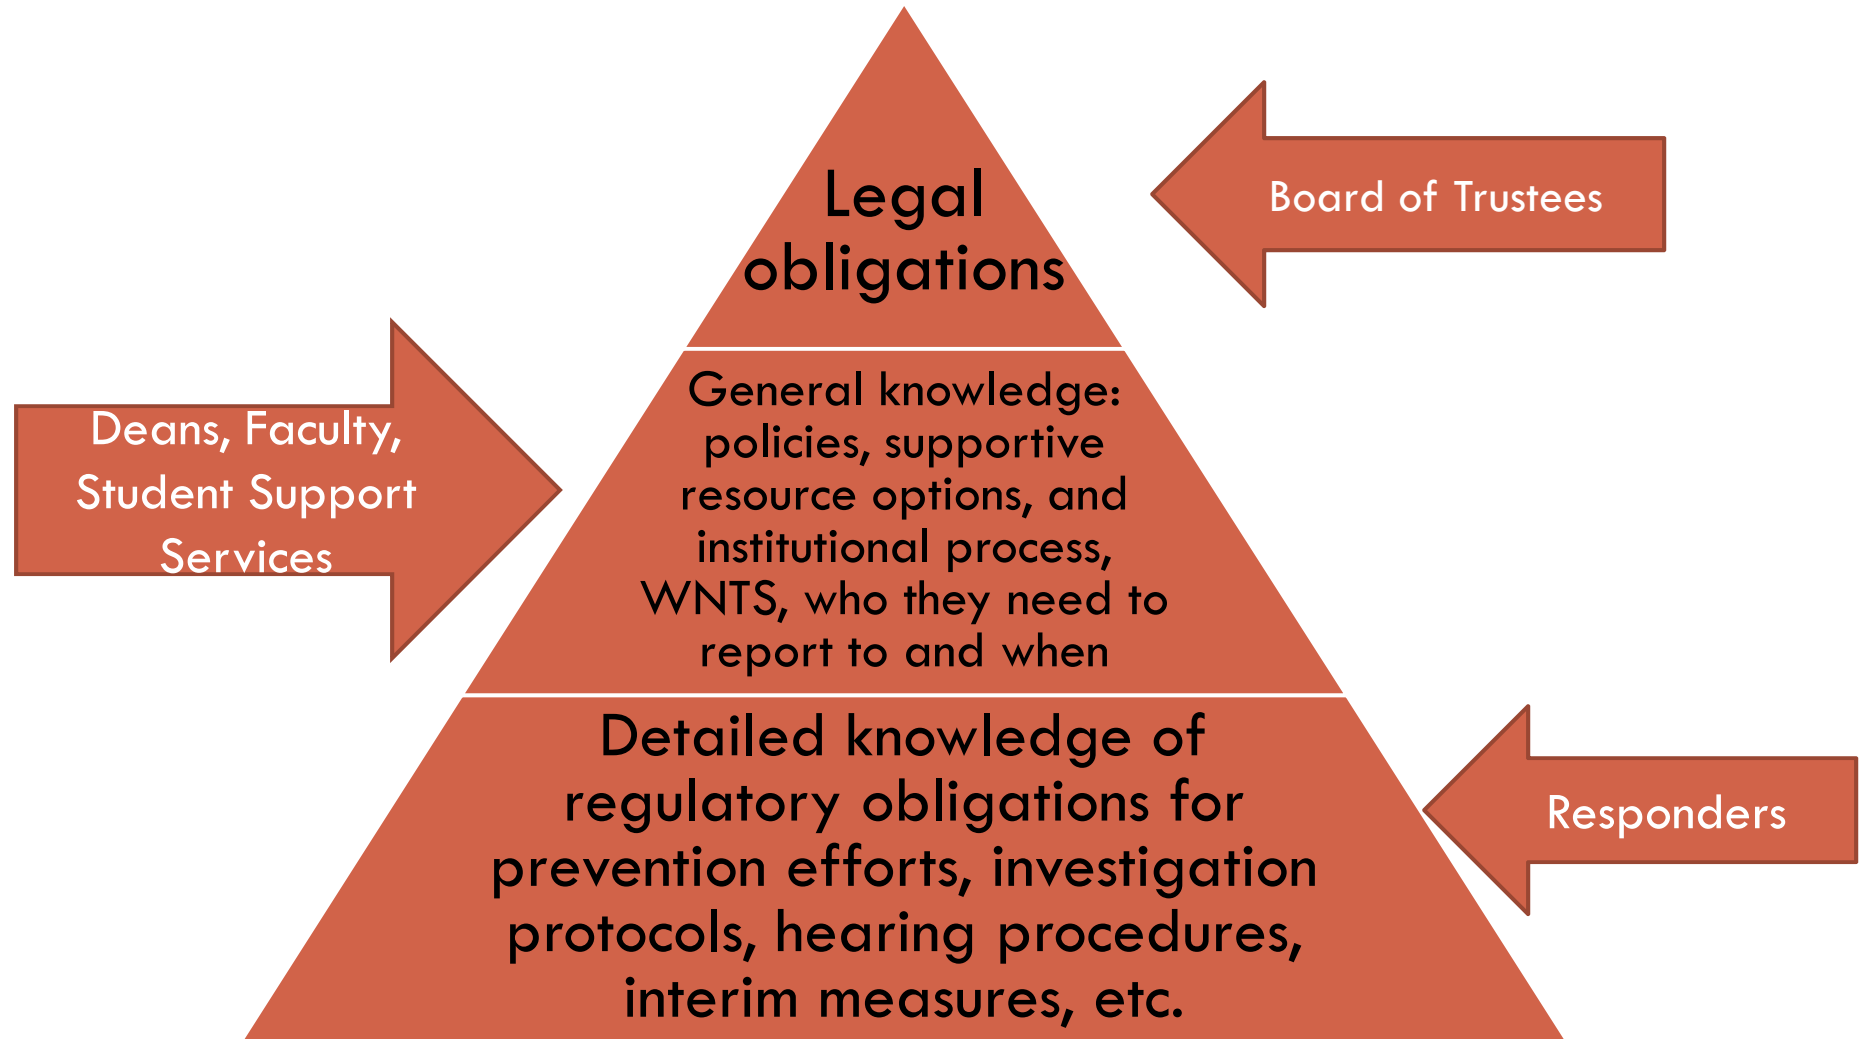 Legal
obligations
Board of Trustees
Deans, Faculty,
Student Support
Services
General knowledge:
policies, supportive
resource options, and
institutional process,
WNTS, who they need to
report to and when
Detailed knowledge of
regulatory obligations for
prevention efforts, investigation
protocols, hearing procedures,
interim measures, etc.
Responders